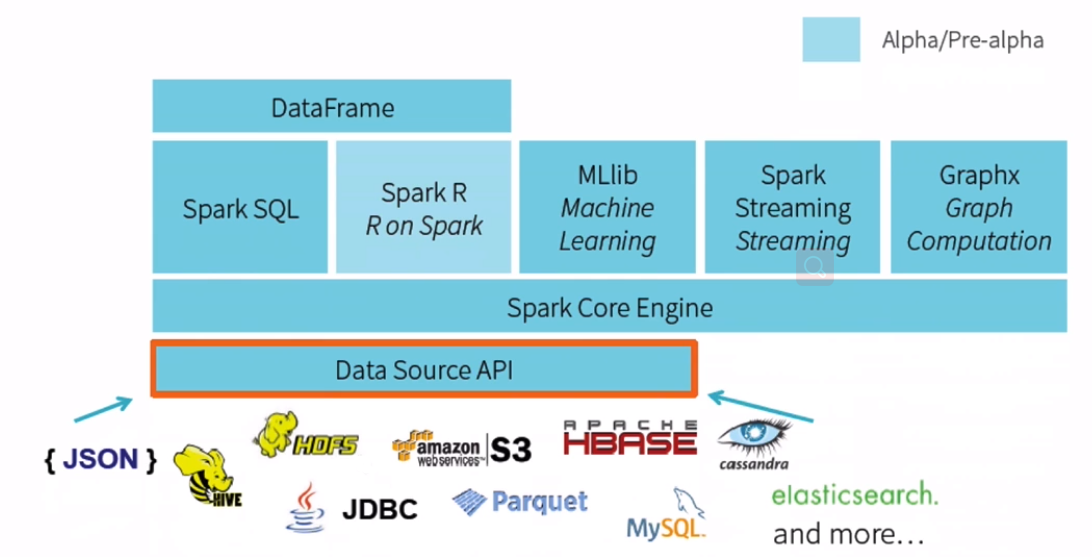 Alpha/Pre-alpha
DataFrame
Spark SQL
Spark R
R on Spark
MLlib
Machine
Learning
Spark
Streaming
Streaming
Graphx
Graph
Computation
Spark Core Engine
Data Source API
{ JSON }
HIVE
HDFS
amazon
webservices™
S3
APACHE
HBASE
cassandra
JDBC
Parquet
MySQL.
elasticsearch.
and more...